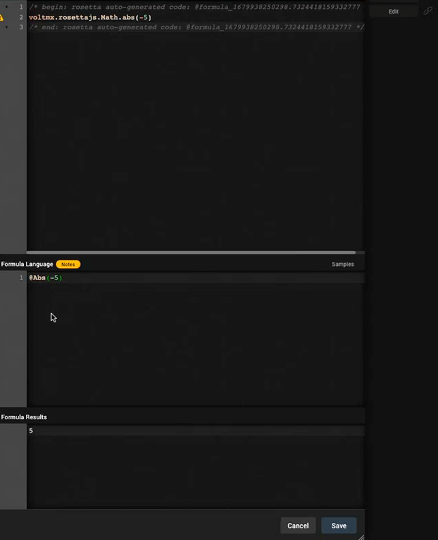 1 /* begin: rosetta auto-generated code: @formula_1679938250298.7324418159332777
Edit
2 voltmx.rosettajs.Math.abs(-5)
3 /* end: rosetta auto-generated code: @formula_1679938250298.7324418159332777 */
Formula Language Notes Samples
1 @Abs(-5)
Formula Results
5
Cancel Save